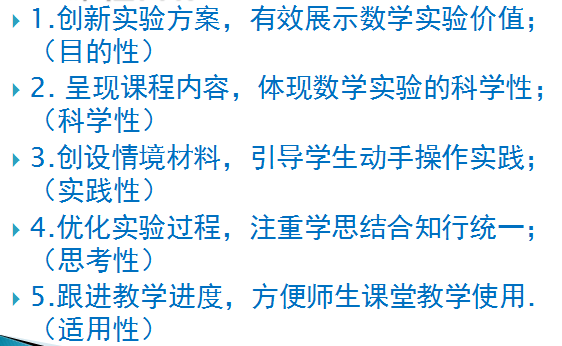 1.创新实验方案，有效展示数学实验价值；
（目的性）
2. 呈现课程内容，体现数学实验的科学性；
（科学性）
3.创设情境材料，引导学生动手操作实践；
（实践性）
4.优化实验过程，注重学思结合知行统一；
（思考性）
5.跟进教学进度，方便师生课堂教学使用.
（适用性）